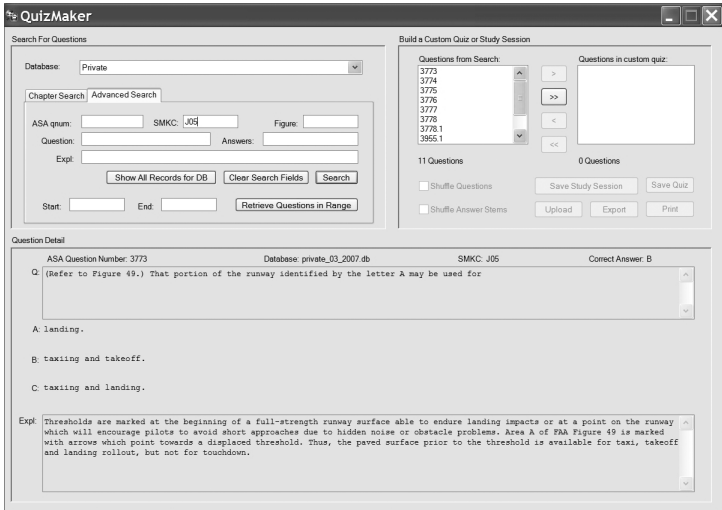 QuizMaker
Search For Questions
Database: Private
Chapter Search Advanced Search
ASA qnum: SMKC: J05 Figure:
Question: Answers:
Expl:
Show All Records for DB Clear Search Fields Search
Start: End: Retrieve Questions in Range
Build a Custom Quiz or Study Session
Questions from Search: Questions in custom quiz:
3773
3774
3775
3776
3777
3778
3778.1
3955.1
>
>>
<
<<
11 Questions 0 Questions
Shuffle Questions Save Study Session Save Quiz
Shuffle Answer Stems Upload Export Print
Question Detail
ASA Question Number: 3773 Database: private_03_2007.db SMKC: J05 Correct Answer: B
Q: (Refer to Figure 49.) That portion of the runway identified by the letter A may be used for
A: landing.
B: taxiing and takeoff.
C: taxiing and landing.
Expl: Thresholds are marked at the beginning of a full-strength runway surface able to endure landing impacts or at a point on the runway
which will encourage pilots to avoid short approaches due to hidden noise or obstacle problems. Area A of FAA Figure 49 is marked
with arrows which point towards a displaced threshold. Thus, the paved surface prior to the threshold is available for taxi, takeoff
and landing rollout, but not for touchdown.